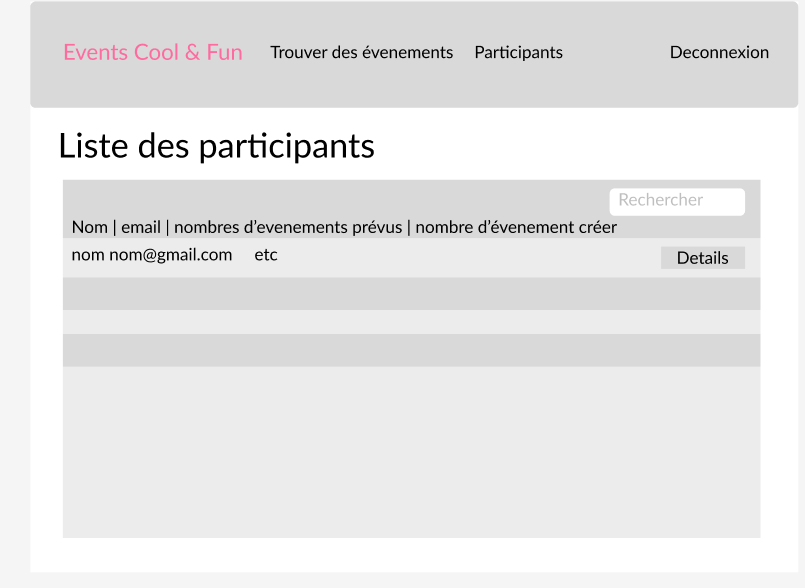 Events Cool & Fun Trouver des évenements Participants Deconnexion
Liste des participants
Rechercher
Nom | email | nombres d'evenements prévus | nombre d'évenement créer
nom nom@gmail.com etc Details